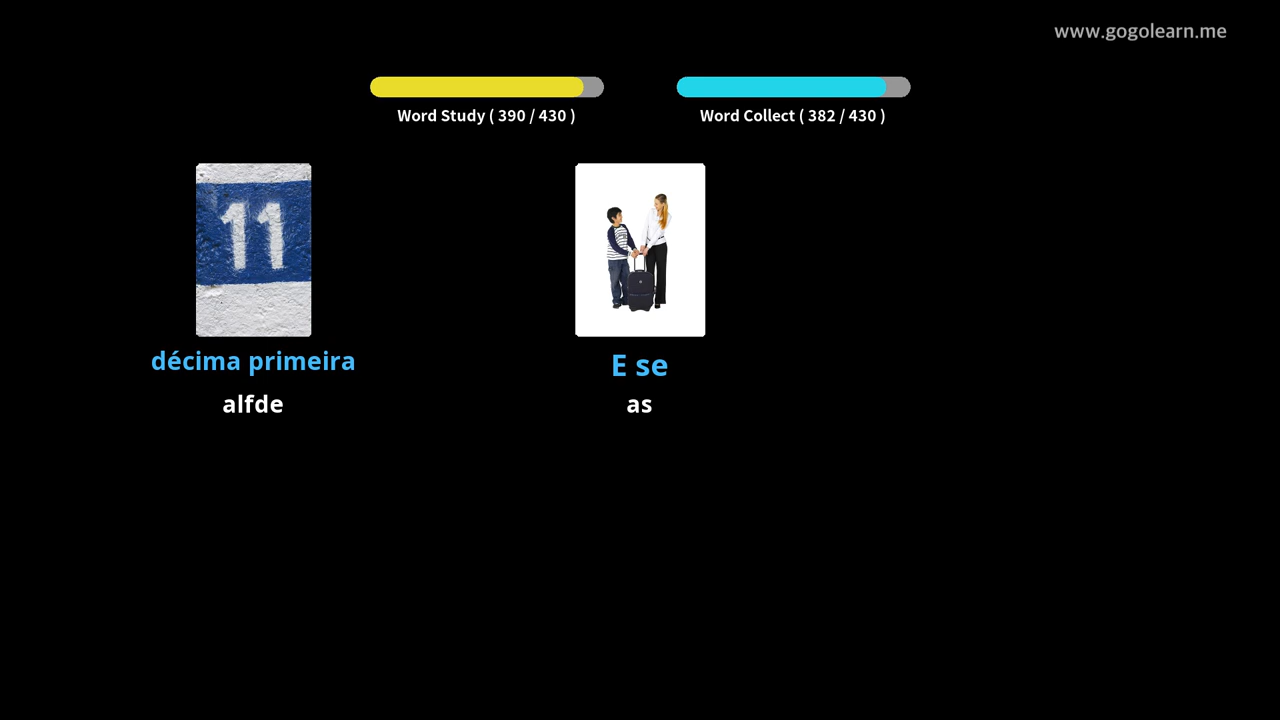 www.gogolearn.me
Word Study ( 390 / 430 )
Word Collect ( 382 / 430 )
11
décima primeira
alfde
E se
as